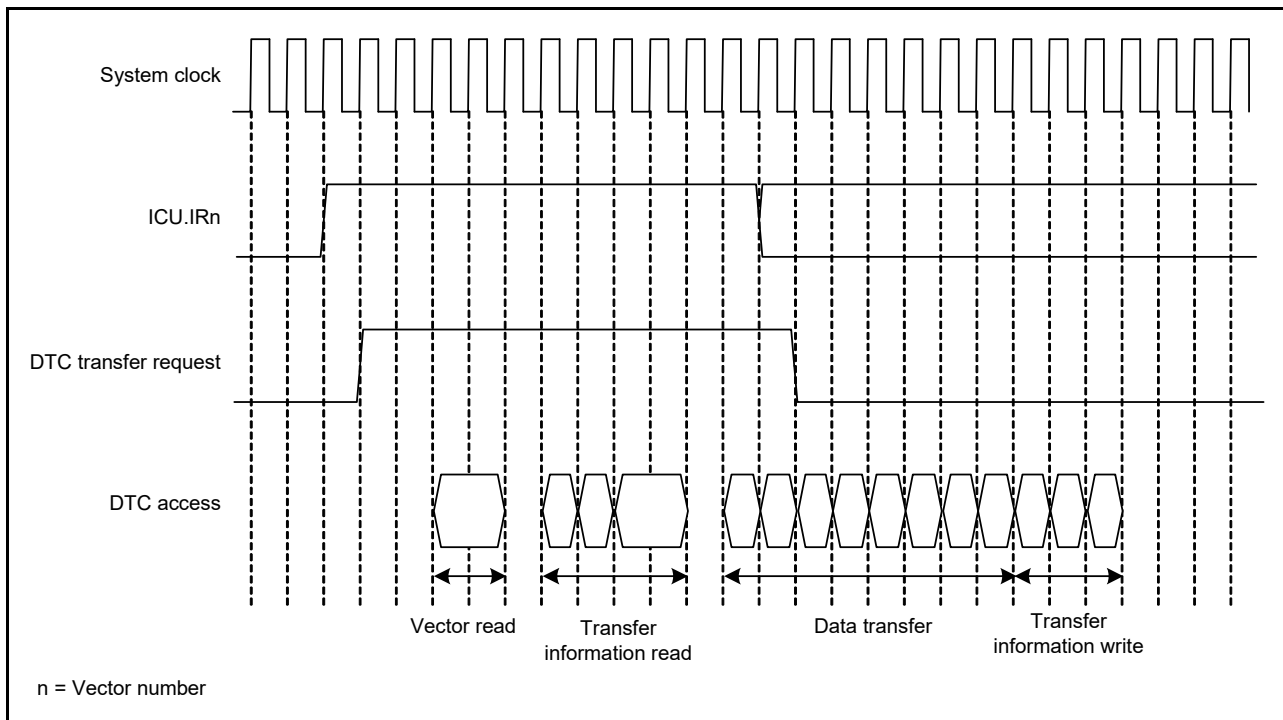 System clock
ICU.IRn
DTC transfer request
DTC access
Vector read
Transfer
information read
Data transfer
Transfer
information write
n = Vector number